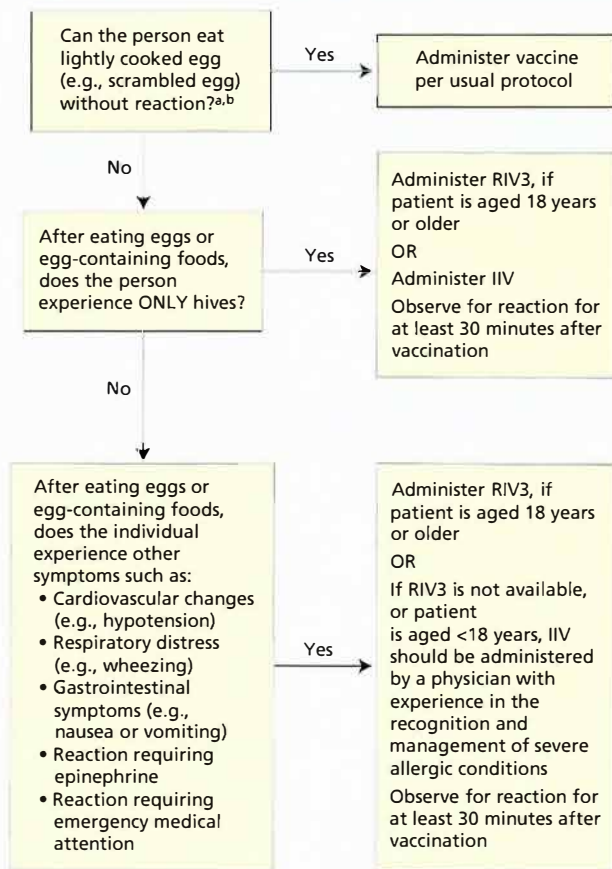 Can the person eat
lightly cooked egg
(e.g., scrambled egg)
without reaction?a,b
Yes
Administer vaccine
per usual protocol
No
After eating eggs or
egg-containing foods,
does the person
experience ONLY hives?
Yes
Administer RIV3, if
patient is aged 18 years
or older
OR
Administer IIV
Observe for reaction for
at least 30 minutes after
vaccination
No
After eating eggs or
egg-containing foods,
does the individual
experience other
symptoms such as:
• Cardiovascular changes
(e.g., hypotension)
• Respiratory distress
(e.g., wheezing)
• Gastrointestinal
symptoms (e.g.,
nausea or vomiting)
• Reaction requiring
epinephrine
• Reaction requiring
emergency medical
attention
Yes
Administer RIV3, if
patient is aged 18 years
or older
OR
If RIV3 is not available,
or patient
is aged <18 years, IIV
should be administered
by a physician with
experience in the
recognition and
management of severe
allergic conditions
Observe for reaction for
at least 30 minutes after
vaccination